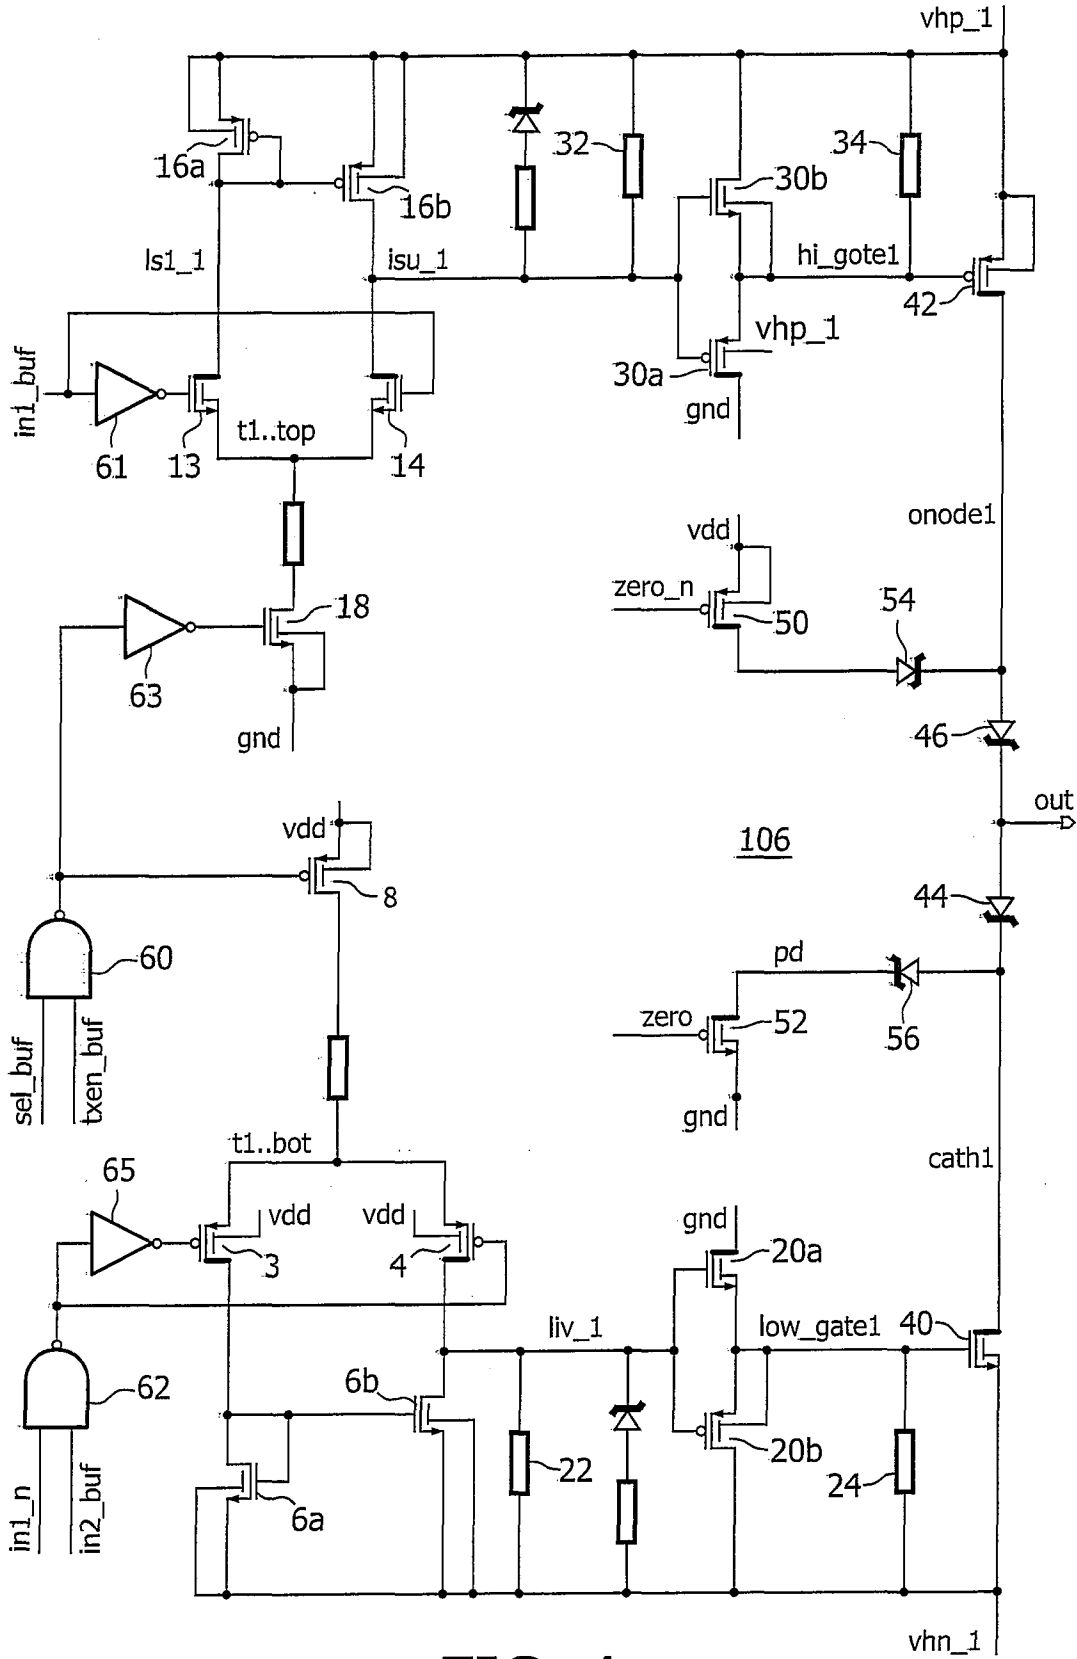 vhp_1
16a
16b
32
30b
34
ls1_1
isu_1
hi_gote1
42
in1_buf
61
13
t1..top
14
30a
vhp_1
gnd
onode1
vdd
zero_n
50
54
63
18
gnd
46
out
vdd
8
106
44
60
pd
sel_buf
txen_buf
zero
52
56
gnd
t1..bot
cath1
65
vdd
vdd
3
4
gnd
20a
liv_1
low_gate1
40
62
6b
22
20b
24
in1_n
in2_buf
6a
vhn_1